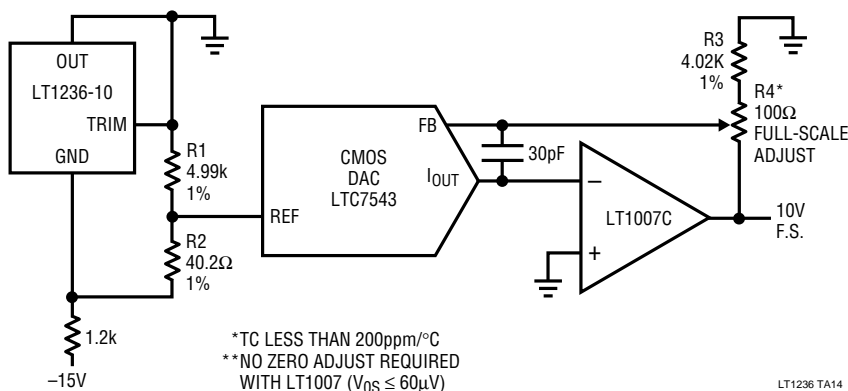 OUT
LT1236-10
TRIM
GND
R1
4.99k
1%
R2
40.2Ω
1%
1.2k
–15V
REF
CMOS
DAC
LTC7543
FB
IOUT
30pF
–
+
LT1007C
R3
4.02K
1%
R4*
100Ω
FULL-SCALE
ADJUST
10V
F.S.
*TC LESS THAN 200ppm/°C
**NO ZERO ADJUST REQUIRED
WITH LT1007 (V0S ≤ 60µV)
LT1236 TA14